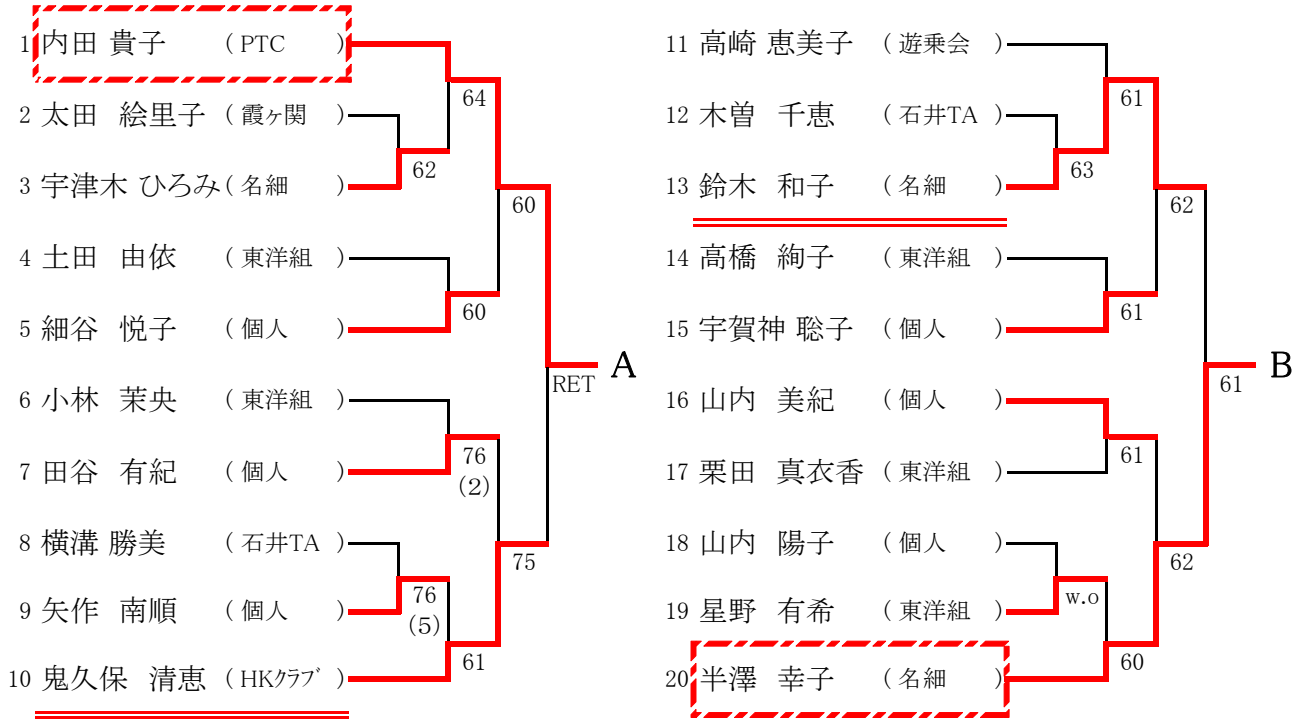 1 内田 貴子 ( PTC )
64
2 太田 絵里子 ( 霞ヶ関 )
62
3 宇津木 ひろみ ( 名細 )
60
4 土田 由依 ( 東洋組 )
60
5 細谷 悦子 ( 個人 )
RET A
6 小林 茉央 ( 東洋組 )
76
(2)
7 田谷 有紀 ( 個人 )
8 横溝 勝美 ( 石井TA )
75
76
(5)
9 矢作 南順 ( 個人 )
61
10 鬼久保 清恵 ( HKクラブ )
11 高崎 恵美子 ( 遊乗会 )
61
12 木曽 千恵 ( 石井TA )
63
13 鈴木 和子 ( 名細 )
62
14 高橋 絢子 ( 東洋組 )
61
15 宇賀神 聡子 ( 個人 )
61 B
16 山内 美紀 ( 個人 )
61
17 栗田 真衣香 ( 東洋組 )
18 山内 陽子 ( 個人 )
62
w.o
19 星野 有希 ( 東洋組 )
60
20 半澤 幸子 ( 名細 )